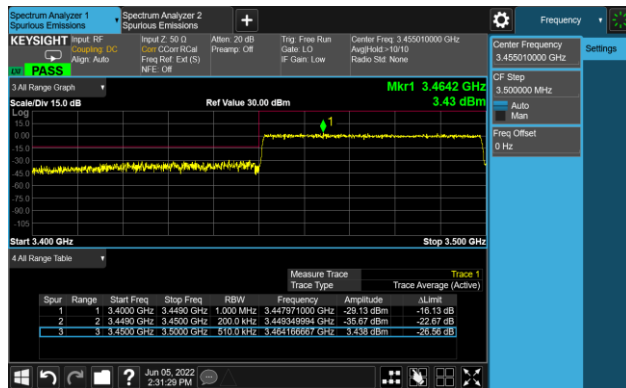 Spectrum Analyzer 1
Spurious Emissions
Spectrum Analyzer 2
Spurious Emissions
Frequency
KEYSIGHT
Input: RF
Coupling: DC
Align: Auto
Input Z: 50 Ω
Corr CCorr RCal
Freq Ref: Ext (S)
NFE: Off
Atten: 20 dB
Preamp: Off
Trig: Free Run
Gate: LO
IF Gain: Low
Center Freq: 3.455010000 GHz
Avg|Hold:>10/10
Radio Std: None
PASS
Center Frequency
3.455010000 GHz
Settings
CF Step
3.500000 MHz
Auto
Man
Freq Offset
0 Hz
3 All Range Graph
Mkr1 3.4642 GHz
Scale/Div 15.0 dB
Ref Value 30.00 dBm
3.43 dBm
Log
15.0
0.00
-15.0
-30.0
-45.0
-60.0
-75.0
-90.0
-105
1
Start 3.400 GHz
Stop 3.500 GHz
4 All Range Table
Measure Trace Trace 1
Trace Type Trace Average (Active)
Spur Range Start Freq Stop Freq RBW Frequency Amplitude ΔLimit
1 1 3.4000 GHz 3.4490 GHz 1.000 MHz 3.447971000 GHz -29.13 dBm -16.13 dB
2 2 3.4490 GHz 3.4500 GHz 200.0 kHz 3.449349994 GHz -35.67 dBm -22.67 dB
3 3 3.4500 GHz 3.5000 GHz 510.0 kHz 3.464166667 GHz 3.438 dBm -26.56 dB
Jun 05, 2022
2:31:29 PM